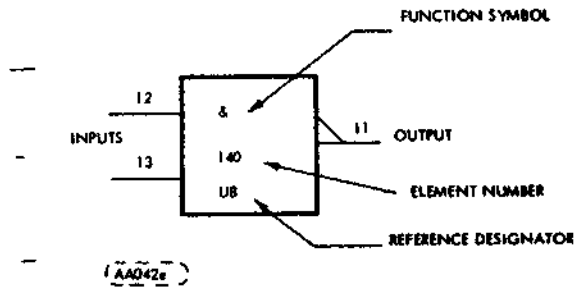 FUNCTION SYMBOL
12
&
11
INPUTS
OUTPUT
13
140
ELEMENT NUMBER
U8
REFERENCE DESIGNATOR
AA042e